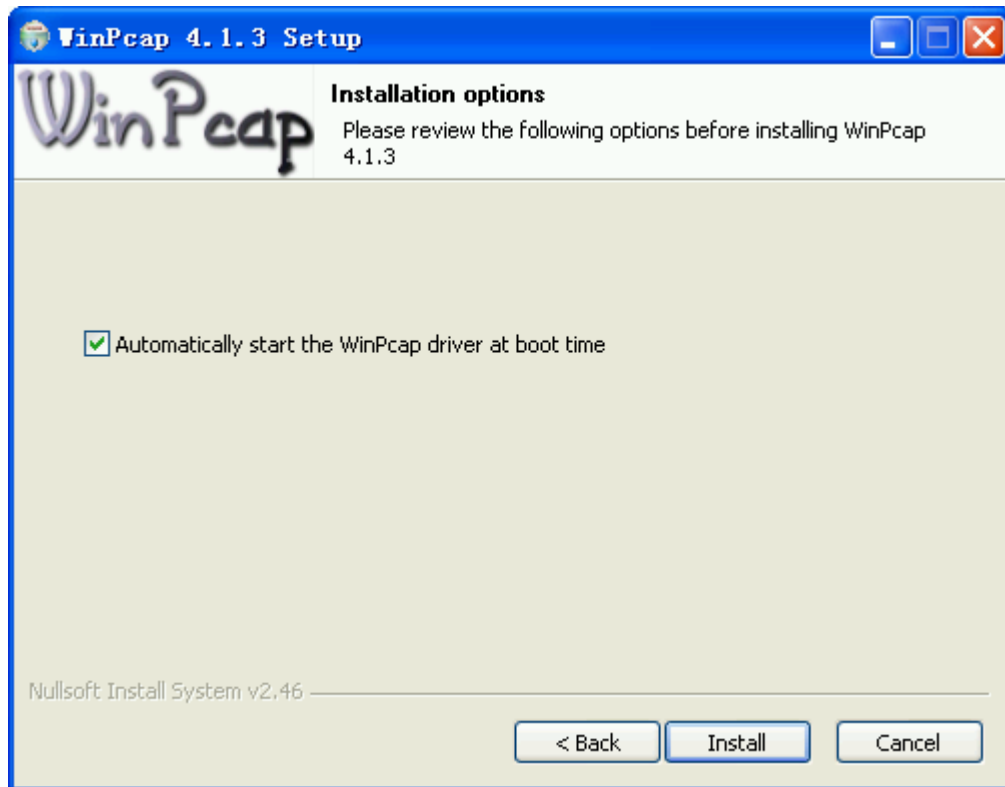 WinPcap 4.1.3 Setup
WinPcap
Installation options
Please review the following options before installing WinPcap
4.1.3
Automatically start the WinPcap driver at boot time
Nullsoft Install System v2.46
< Back
Install
Cancel